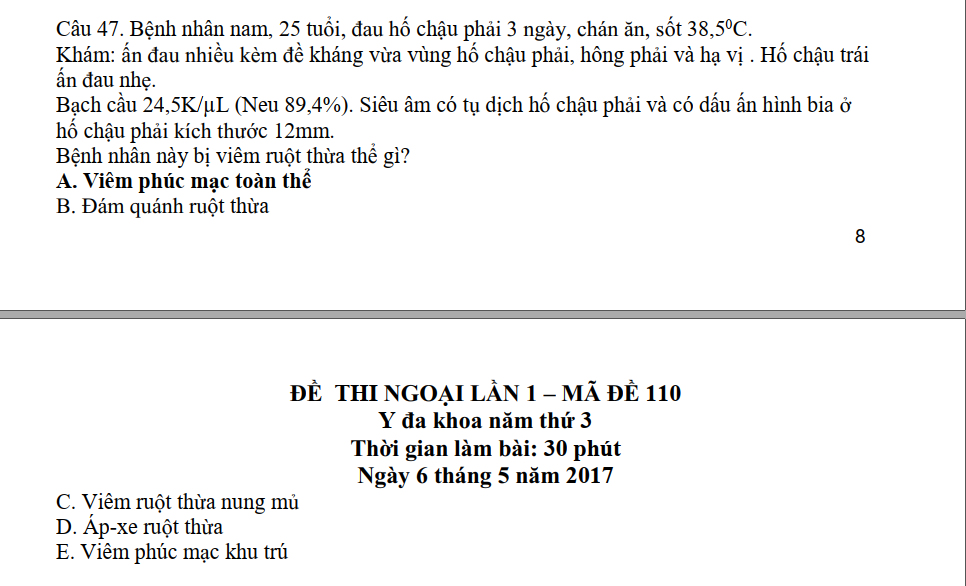 Câu 47. Bệnh nhân nam, 25 tuổi, đau hố chậu phải 3 ngày, chán ăn, sốt 38,5⁰C.
Khám: ấn đau nhiều kèm đề kháng vừa vùng hố chậu phải, hông phải và hạ vị . Hố chậu trái
ấn đau nhẹ.
Bạch cầu 24,5K/µL (Neu 89,4%). Siêu âm có tụ dịch hố chậu phải và có dấu ấn hình bia ở
hố chậu phải kích thước 12mm.
Bệnh nhân này bị viêm ruột thừa thể gì?
A. Viêm phúc mạc toàn thể
B. Đám quánh ruột thừa
8
ĐỀ THI NGOẠI LẦN 1 – MÃ ĐỀ 110
Y đa khoa năm thứ 3
Thời gian làm bài: 30 phút
Ngày 6 tháng 5 năm 2017
C. Viêm ruột thừa nung mủ
D. Áp-xe ruột thừa
E. Viêm phúc mạc khu trú